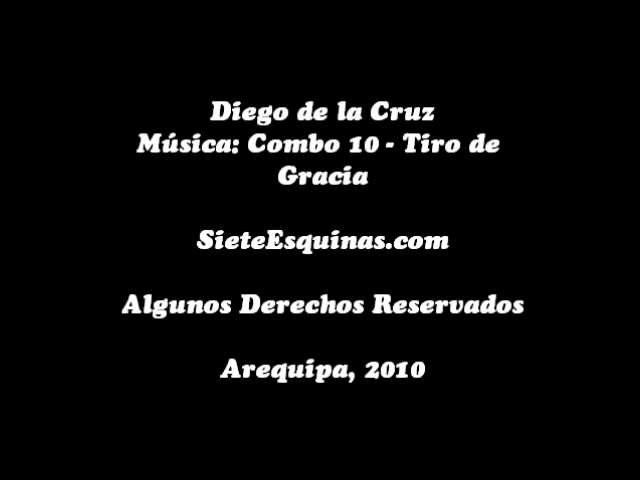 Diego de la Cruz
Música: Combo 10 - Tiro de
Gracia
SieteEsquinas.com
Algunos Derechos Reservados
Arequipa, 2010